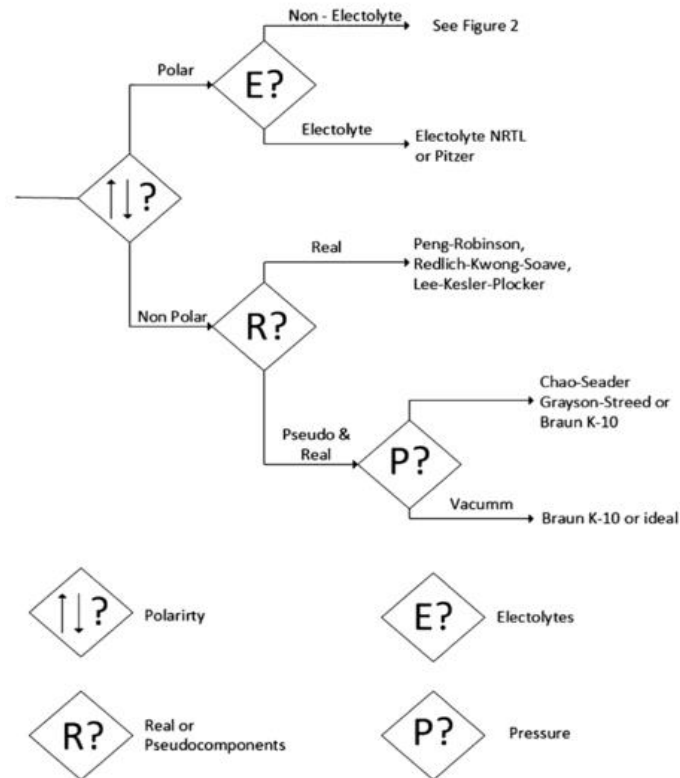 Non - Electolyte
See Figure 2
Polar
E?
Electolyte
Electolyte NRTL
or Pitzer
?
Real
Peng-Robinson,
Redlich-Kwong-Soave,
Lee-Kesler-Plocker
Non Polar
R?
Chao-Seader
Grayson-Streed or
Braun K-10
Pseudo &
Real
P?
Vacumm
Braun K-10 or ideal
?
Polarirty
E?
Electolytes
R?
Real or
Pseudocomponents
P?
Pressure